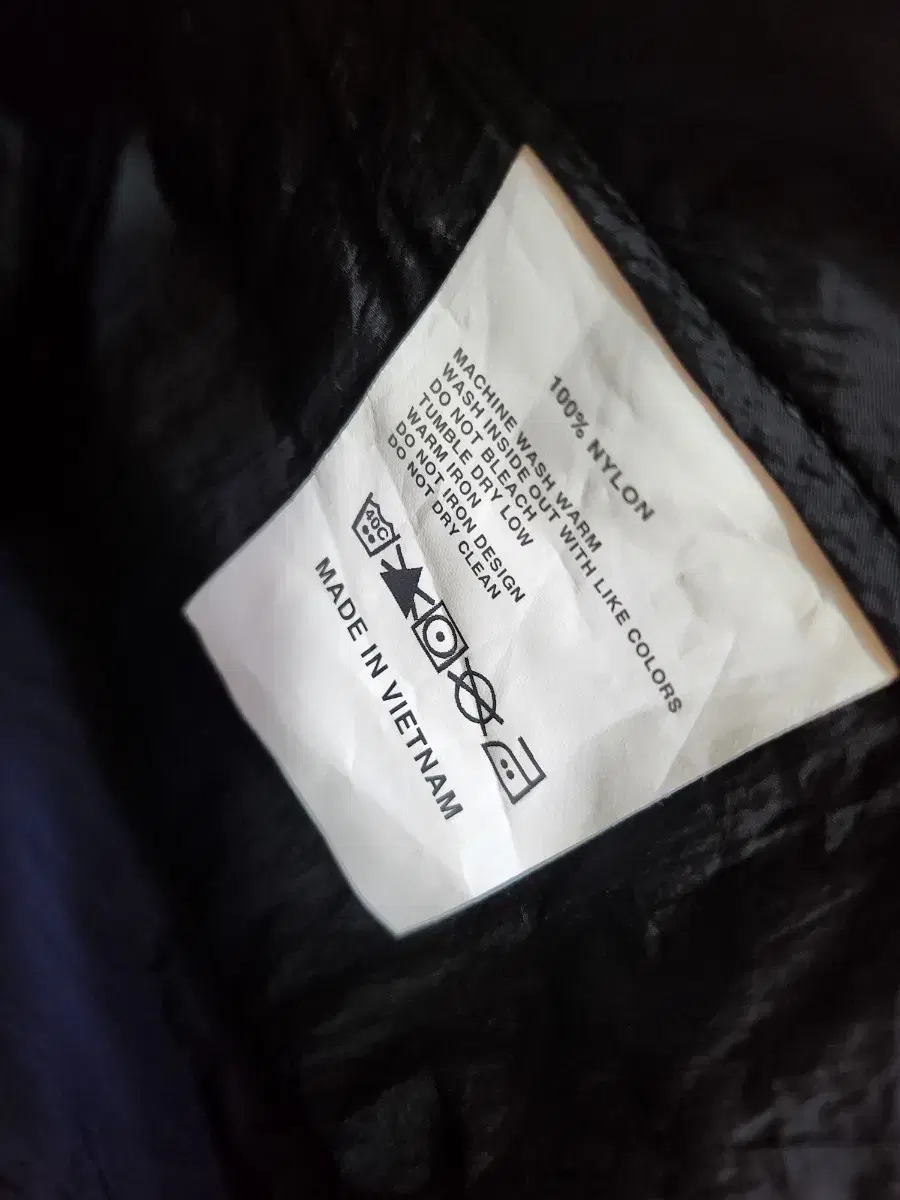 100% NYLON
MACHINE WASH WARM
WASH INSIDE OUT WITH LIKE COLORS
DO NOT BLEACH
TUMBLE DRY LOW
WARM IRON
DO NOT IRON DESIGN
DO NOT DRY CLEAN
40C
MADE IN VIETNAM